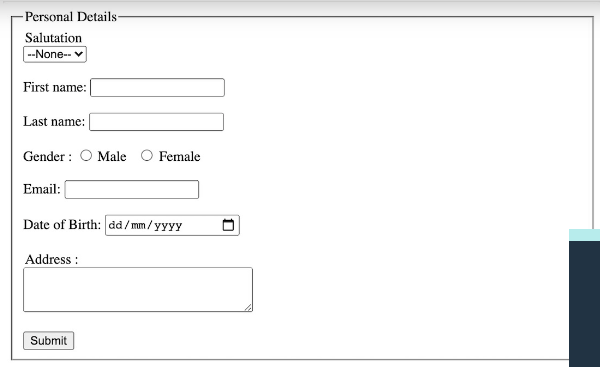 Personal Details
Salutation
--None--
First name:
Last name:
Gender : Male Female
Email:
Date of Birth: dd/mm/yyyy
Address :
Submit